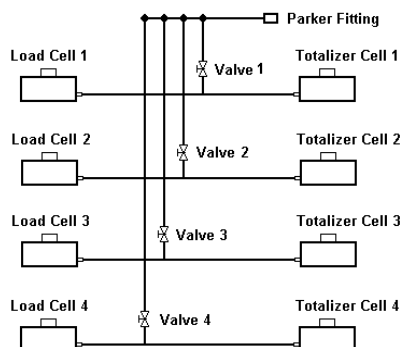 Parker Fitting
Load Cell 1
Totalizer Cell 1
Valve 1
Load Cell 2
Totalizer Cell 2
Valve 2
Load Cell 3
Totalizer Cell 3
Valve 3
Load Cell 4
Totalizer Cell 4
Valve 4